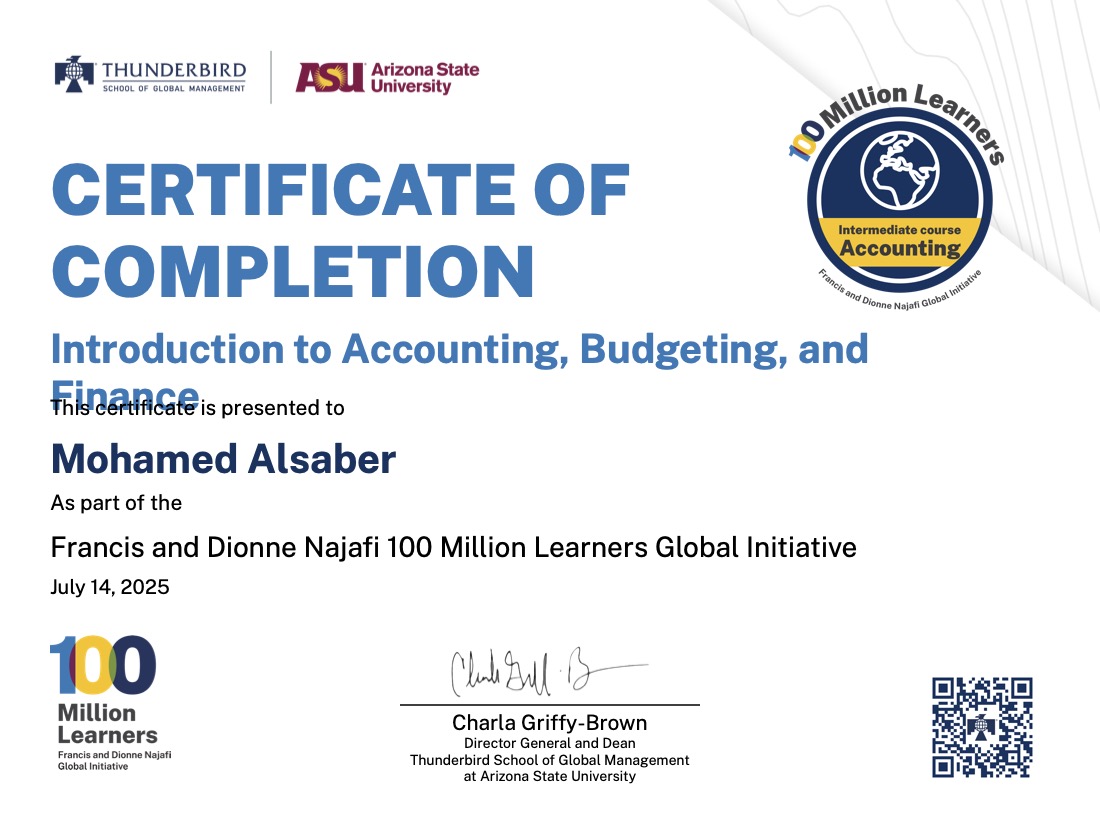 THUNDERBIRD
SCHOOL OF GLOBAL MANAGEMENT
ASU Arizona State
University
100 Million Learners
Intermediate course
Accounting
Francis and Dionne Najafi Global Initiative
CERTIFICATE OF
COMPLETION
Introduction to Accounting, Budgeting, and
Finance
This certificate is presented to
Mohamed Alsaber
As part of the
Francis and Dionne Najafi 100 Million Learners Global Initiative
July 14, 2025
100
Million
Learners
Francis and Dionne Najafi
Global Initiative
Charla Griffy-Brown
Director General and Dean
Thunderbird School of Global Management
at Arizona State University